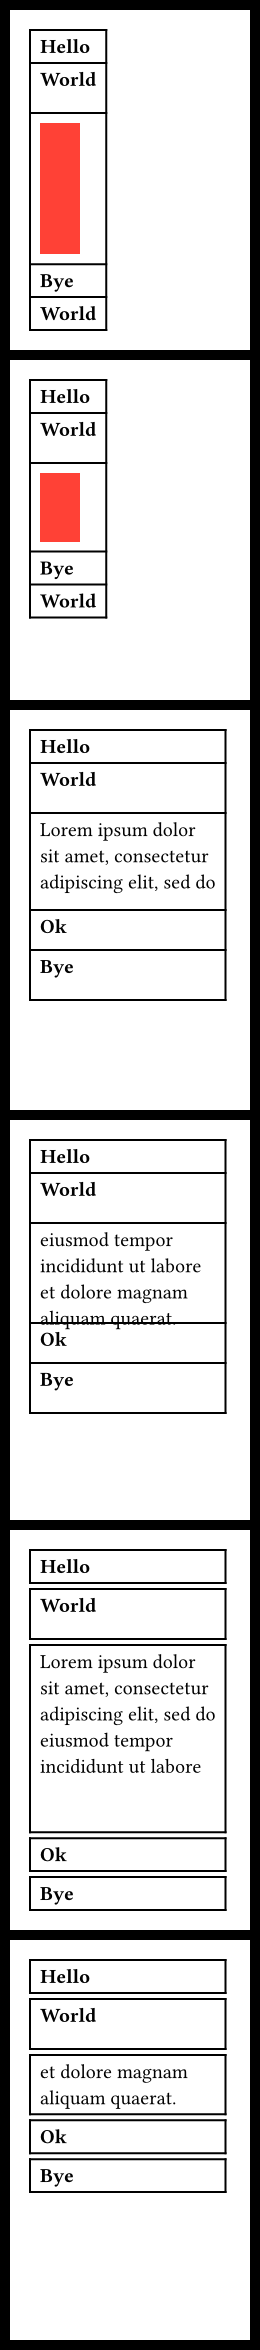 Hello
World
Bye
World
Hello
World
Bye
World
Hello
World
Lorem ipsum dolor
sit amet, consectetur
adipiscing elit, sed do
Ok
Bye
Hello
World
eiusmod tempor
incididunt ut labore
et dolore magnam
aliquam quaerat.
Ok
Bye
Hello
World
Lorem ipsum dolor
sit amet, consectetur
adipiscing elit, sed do
eiusmod tempor
incididunt ut labore
Ok
Bye
Hello
World
et dolore magnam
aliquam quaerat.
Ok
Bye